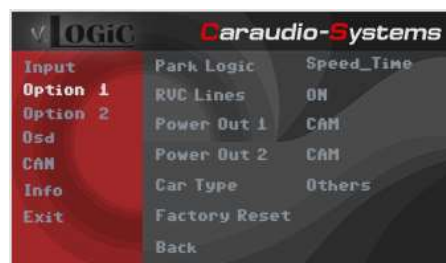 v.LOGiC Caraudio-Systems
Input
Option 1
Option 2
Osd
CAN
Info
Exit
Park Logic Speed_Time
RVC Lines ON
Power Out 1 CAM
Power Out 2 CAM
Car Type Others
Factory Reset
Back